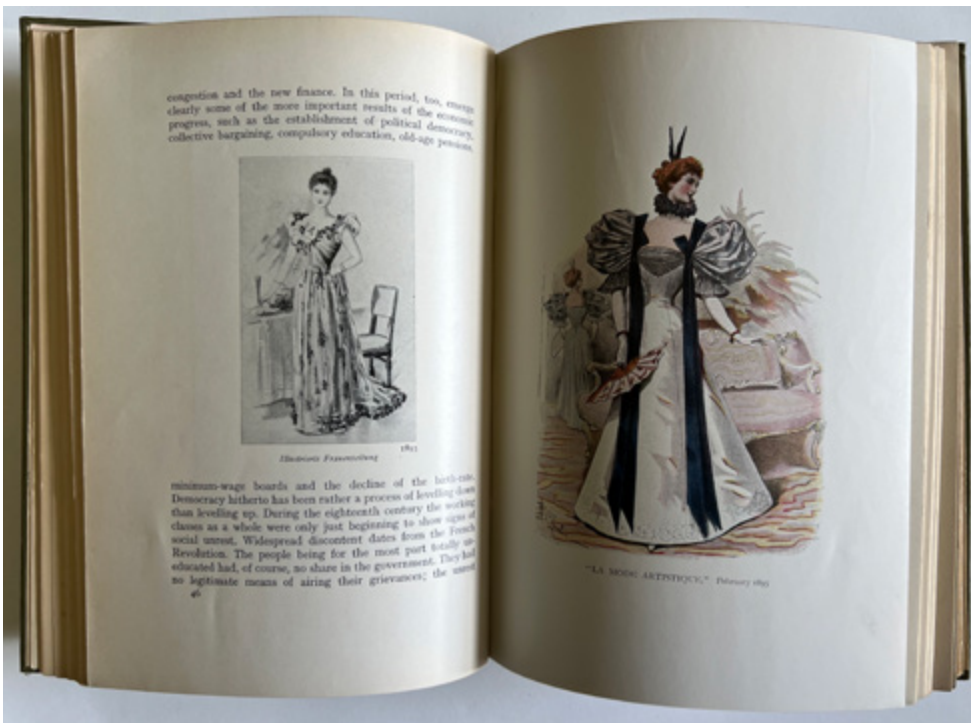 congestion and the new finance. In this period, too, emerge
clearly some of the more important results of the economic
progress, such as the establishment of political democracy,
collective bargaining, compulsory education, old-age pensions,
1893
Illustrirte Frauenzeitung
minimum-wage boards and the decline of the birth-rate.
Democracy hitherto has been rather a process of levelling down
than levelling up. During the eighteenth century the working
classes as a whole were only just beginning to show signs of
social unrest. Widespread discontent dates from the French
Revolution. The people being for the most part totally un-
educated had, of course, no share in the government. They had
no legitimate means of airing their grievances; the unrest
46
"LA MODE ARTISTIQUE," February 1893